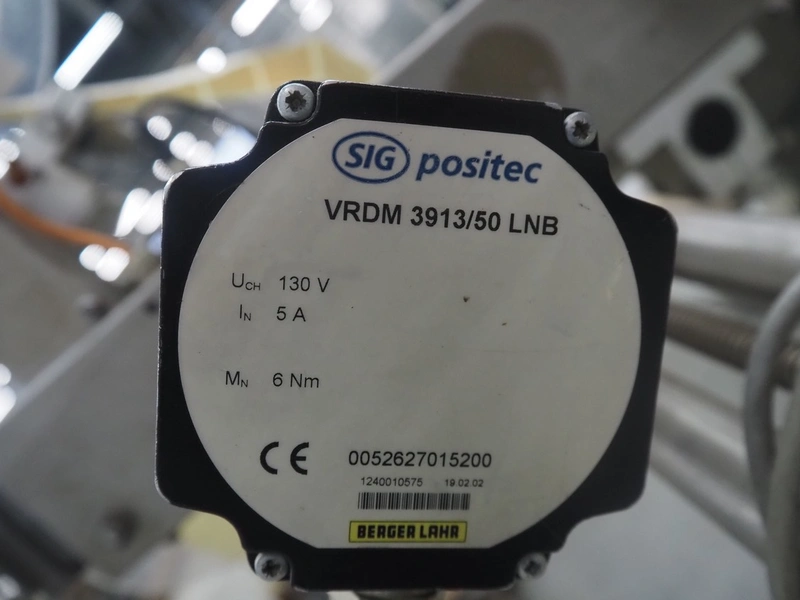 SIG positec
VRDM 3913/50 LNB
UCH 130 V
IN 5 A
MN 6 Nm
CE 0052627015200
1240010575 19.02.02
BERGER LAHR